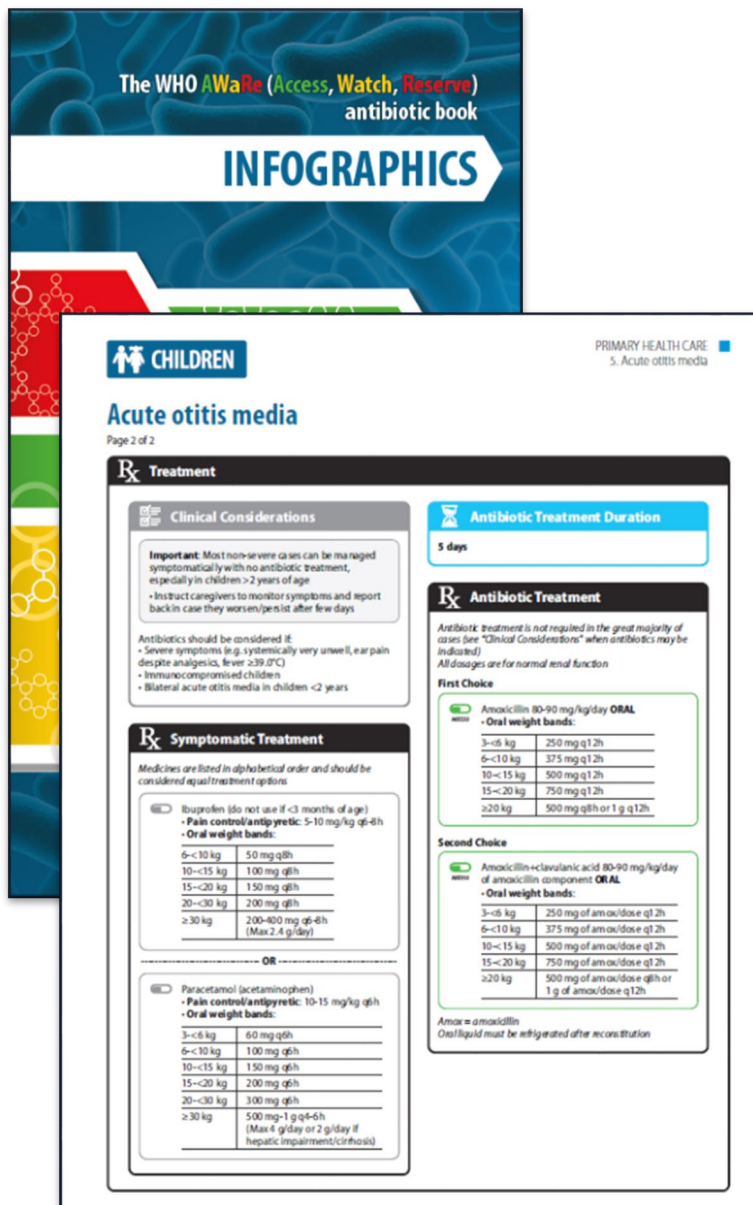 The WHO AWaRe (Access, Watch, Reserve)
antibiotic book
INFOGRAPHICS
CHILDREN
PRIMARY HEALTH CARE
5. Acute otitis media
Acute otitis media
Page 2 of 2
Rx Treatment
Clinical Considerations
Important: Most non-severe cases can be managed
symptomatically with no antibiotic treatment,
especially in children >2 years of age
• Instruct caregivers to monitor symptoms and report
back in case they worsen/persist after few days
Antibiotics should be considered if:
• Severe symptoms (e.g. systemically very unwell, ear pain
despite analgesics, fever ≥39.0°C)
• Immunocompromised children
• Bilateral acute otitis media in children <2 years
Rx Symptomatic Treatment
Medicines are listed in alphabetical order and should be
considered equal treatment options
Ibuprofen (do not use if <3 months of age)
• Pain control/antipyretic: 5-10 mg/kg q6-8h
• Oral weight bands:
6-<10 kg 50 mg q8h
10-<15 kg 100 mg q8h
15-<20 kg 150 mg q8h
20-<30 kg 200 mg q8h
≥30 kg 200-400 mg q6-8h
(Max 2.4 g/day)
OR
Paracetamol (acetaminophen)
• Pain control/antipyretic: 10-15 mg/kg q6h
• Oral weight bands:
3-<6 kg 60 mg q6h
6-<10 kg 100 mg q6h
10-<15 kg 150 mg q6h
15-<20 kg 200 mg q6h
20-<30 kg 300 mg q6h
≥30 kg 500 mg-1 g q4-6h
(Max 4 g/day or 2 g/day if
hepatic impairment/cirrhosis)
Antibiotic Treatment Duration
5 days
Rx Antibiotic Treatment
Antibiotic treatment is not required in the great majority of
cases (see "Clinical Considerations" when antibiotics may be
indicated)
All dosages are for normal renal function
First Choice
ACCESS
Amoxicillin 80-90 mg/kg/day ORAL
• Oral weight bands:
3-<6 kg 250 mg q12h
6-<10 kg 375 mg q12h
10-<15 kg 500 mg q12h
15-<20 kg 750 mg q12h
≥20 kg 500 mg q8h or 1 g q12h
Second Choice
ACCESS
Amoxicillin+clavulanic acid 80-90 mg/kg/day
of amoxicillin component ORAL
• Oral weight bands:
3-<6 kg 250 mg of amox/dose q12h
6-<10 kg 375 mg of amox/dose q12h
10-<15 kg 500 mg of amox/dose q12h
15-<20 kg 750 mg of amox/dose q12h
≥20 kg 500 mg of amox/dose q8h or
1 g of amox/dose q12h
Amox = amoxicillin
Oral liquid must be refrigerated after reconstitution